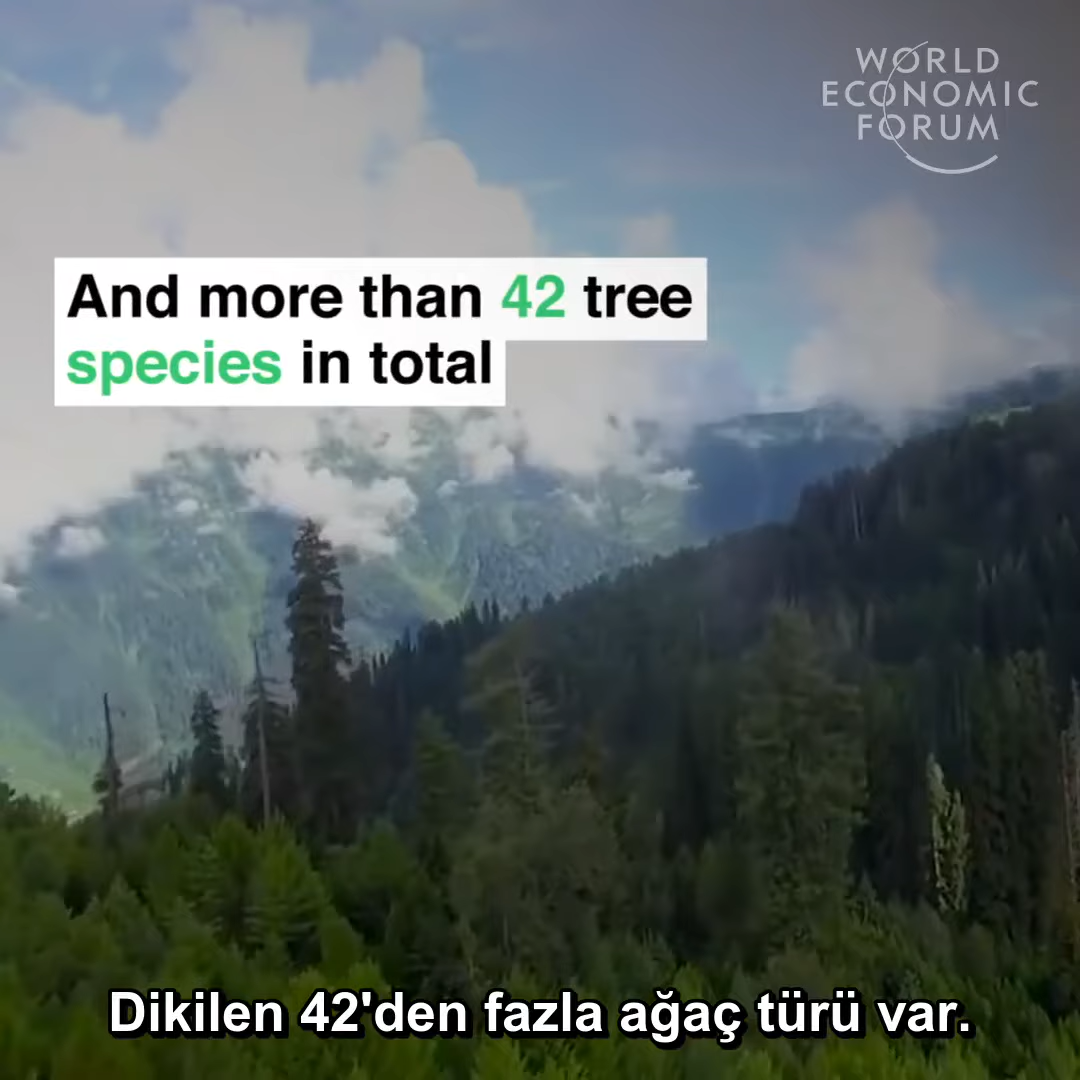 WORLD
ECONOMIC
FORUM
And more than 42 tree
species in total
Dikilen 42'den fazla ağaç türü var.